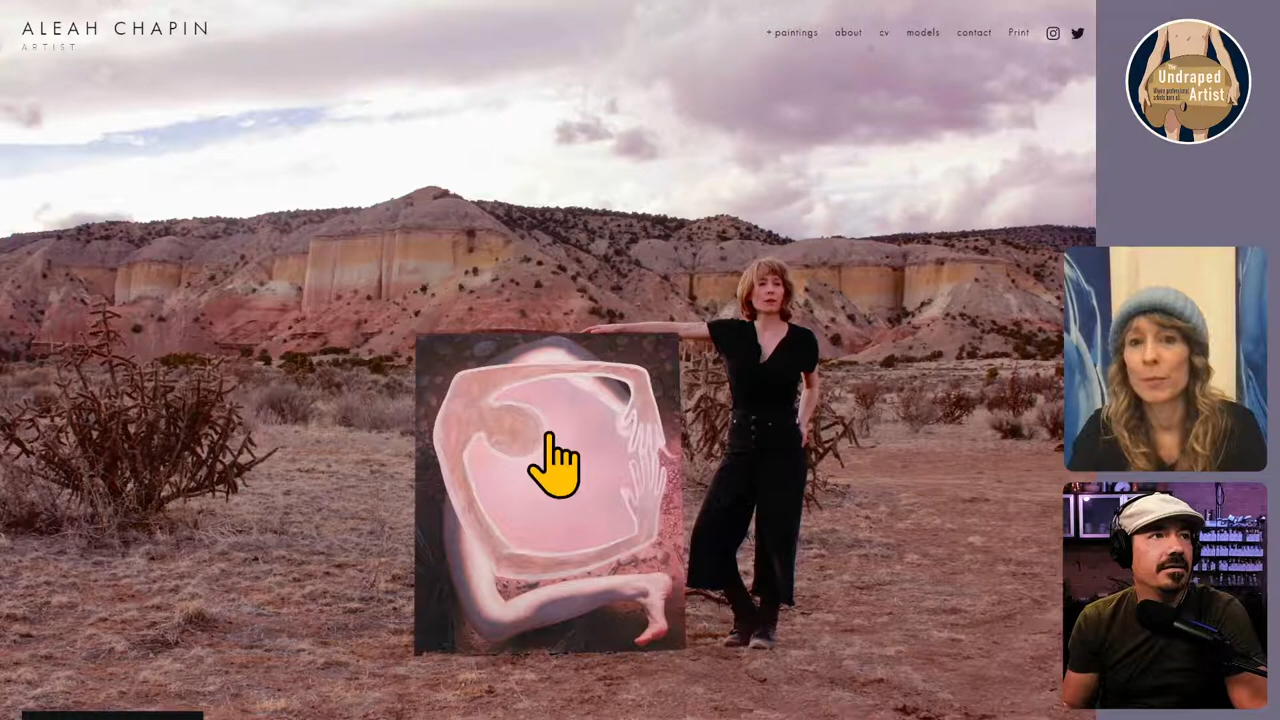 ALEAH CHAPIN
ARTIST
+ paintings about cv models contact Print
The
Undraped
Artist